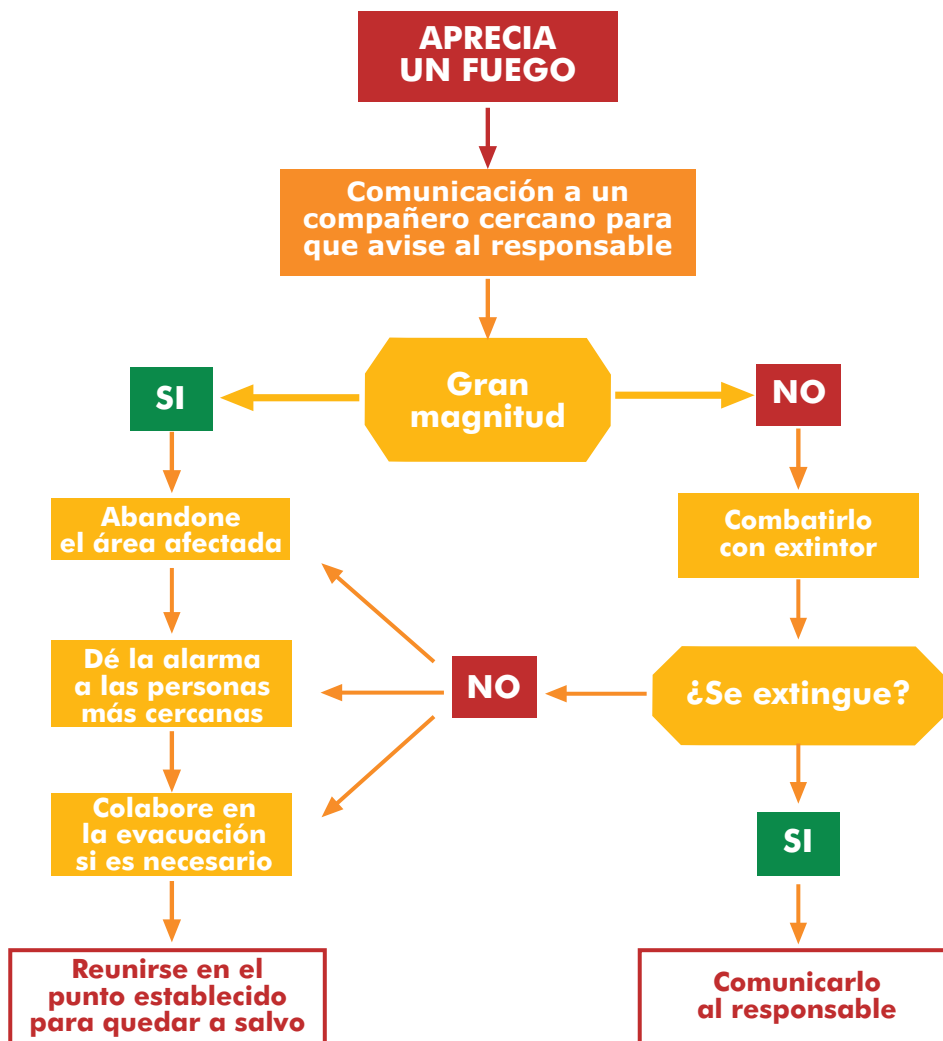 APRECIA
UN FUEGO
Comunicación a un
compañero cercano para
que avise al responsable
Gran
magnitud
SI
NO
Abandone
el área afectada
Combatirlo
con extintor
Dé la alarma
a las personas
más cercanas
NO
¿Se extingue?
Colabore en
la evacuación
si es necesario
SI
Reunirse en el
punto establecido
para quedar a salvo
Comunicarlo
al responsable